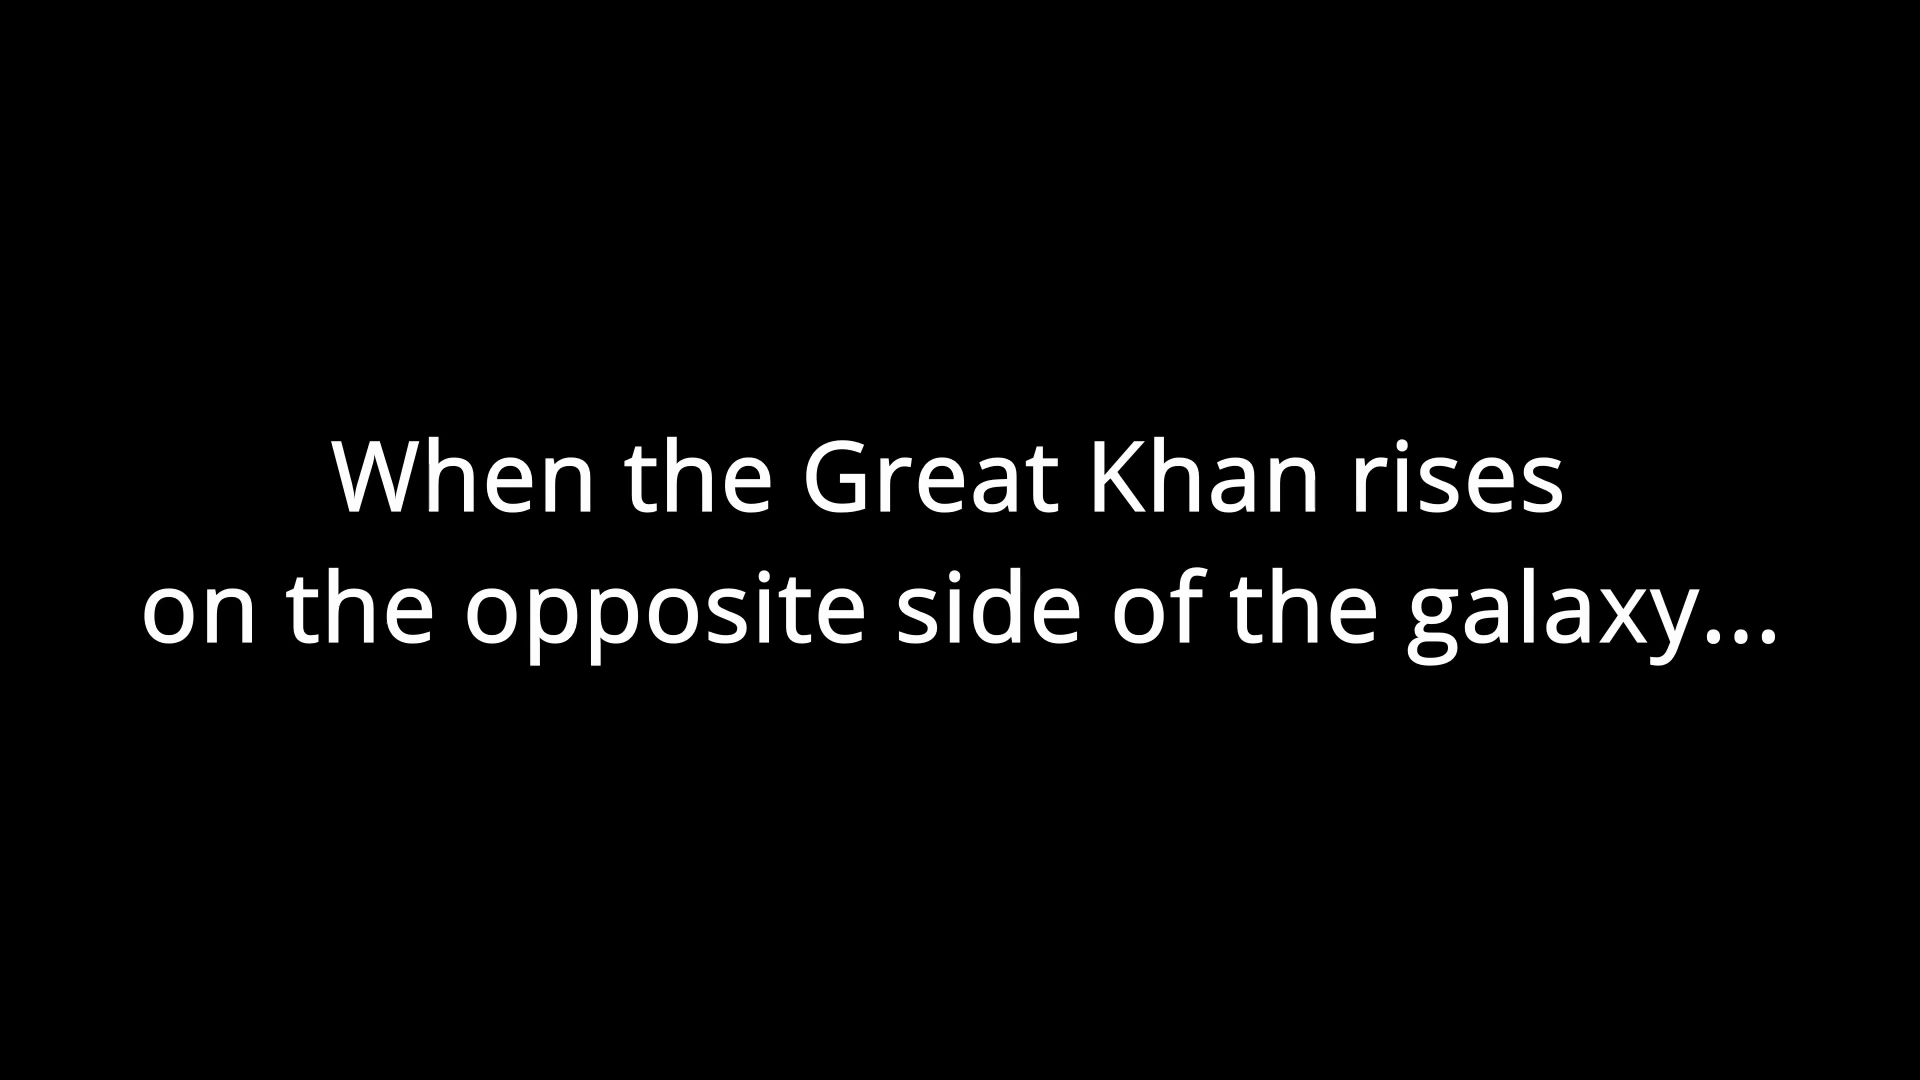 When the Great Khan rises
on the opposite side of the galaxy...